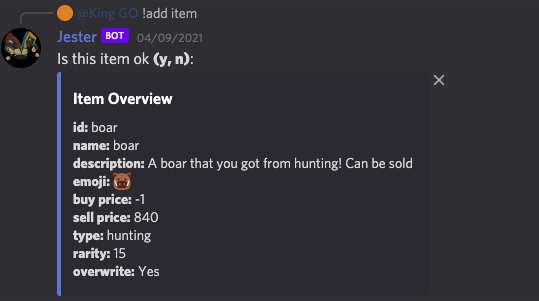 @King GO !add item
Jester BOT 04/09/2021
Is this item ok (y, n):
Item Overview
id: boar
name: boar
description: A boar that you got from hunting! Can be sold
emoji: 🐗
buy price: -1
sell price: 840
type: hunting
rarity: 15
overwrite: Yes